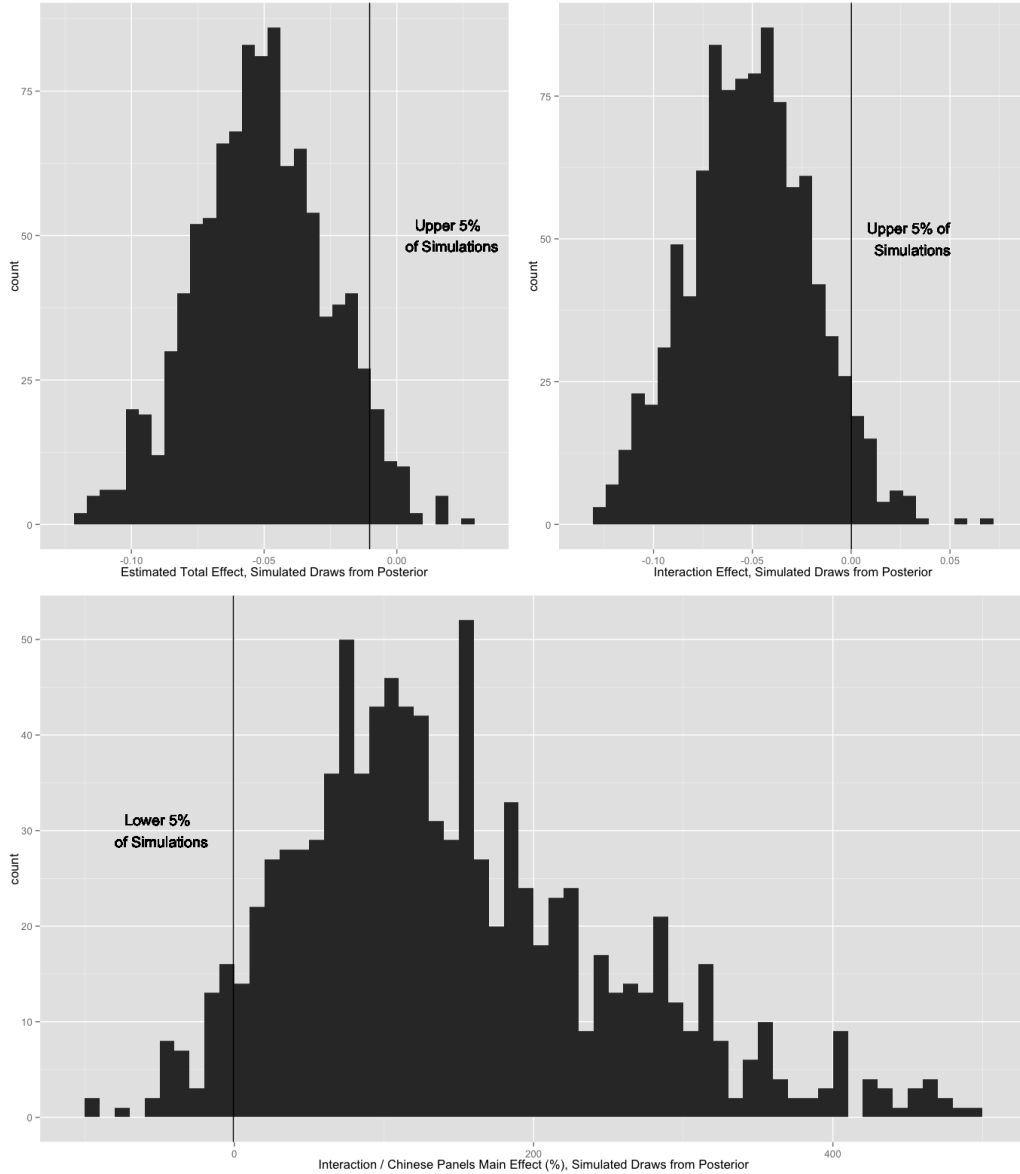 75
50
25
0
count
Upper 5%
of Simulations
-0.10
-0.05
0.00
Estimated Total Effect, Simulated Draws from Posterior
75
50
25
0
count
Upper 5% of
Simulations
-0.10
-0.05
0.00
0.05
Interaction Effect, Simulated Draws from Posterior
50
40
30
20
10
0
count
Lower 5%
of Simulations
0
200
400
Interaction / Chinese Panels Main Effect (%), Simulated Draws from Posterior